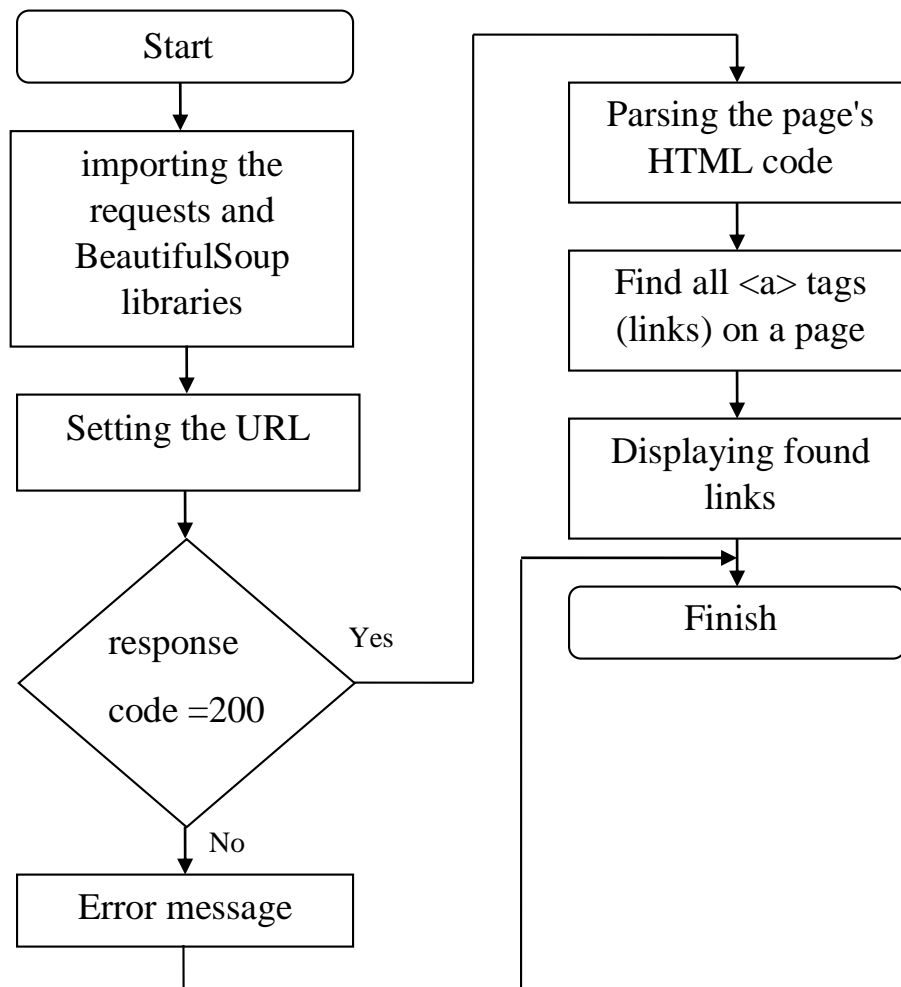 Start
importing the
requests and
BeautifulSoup
libraries
Setting the URL
response
code =200
Yes
No
Error message
Parsing the page's
HTML code
Find all <a> tags
(links) on a page
Displaying found
links
Finish